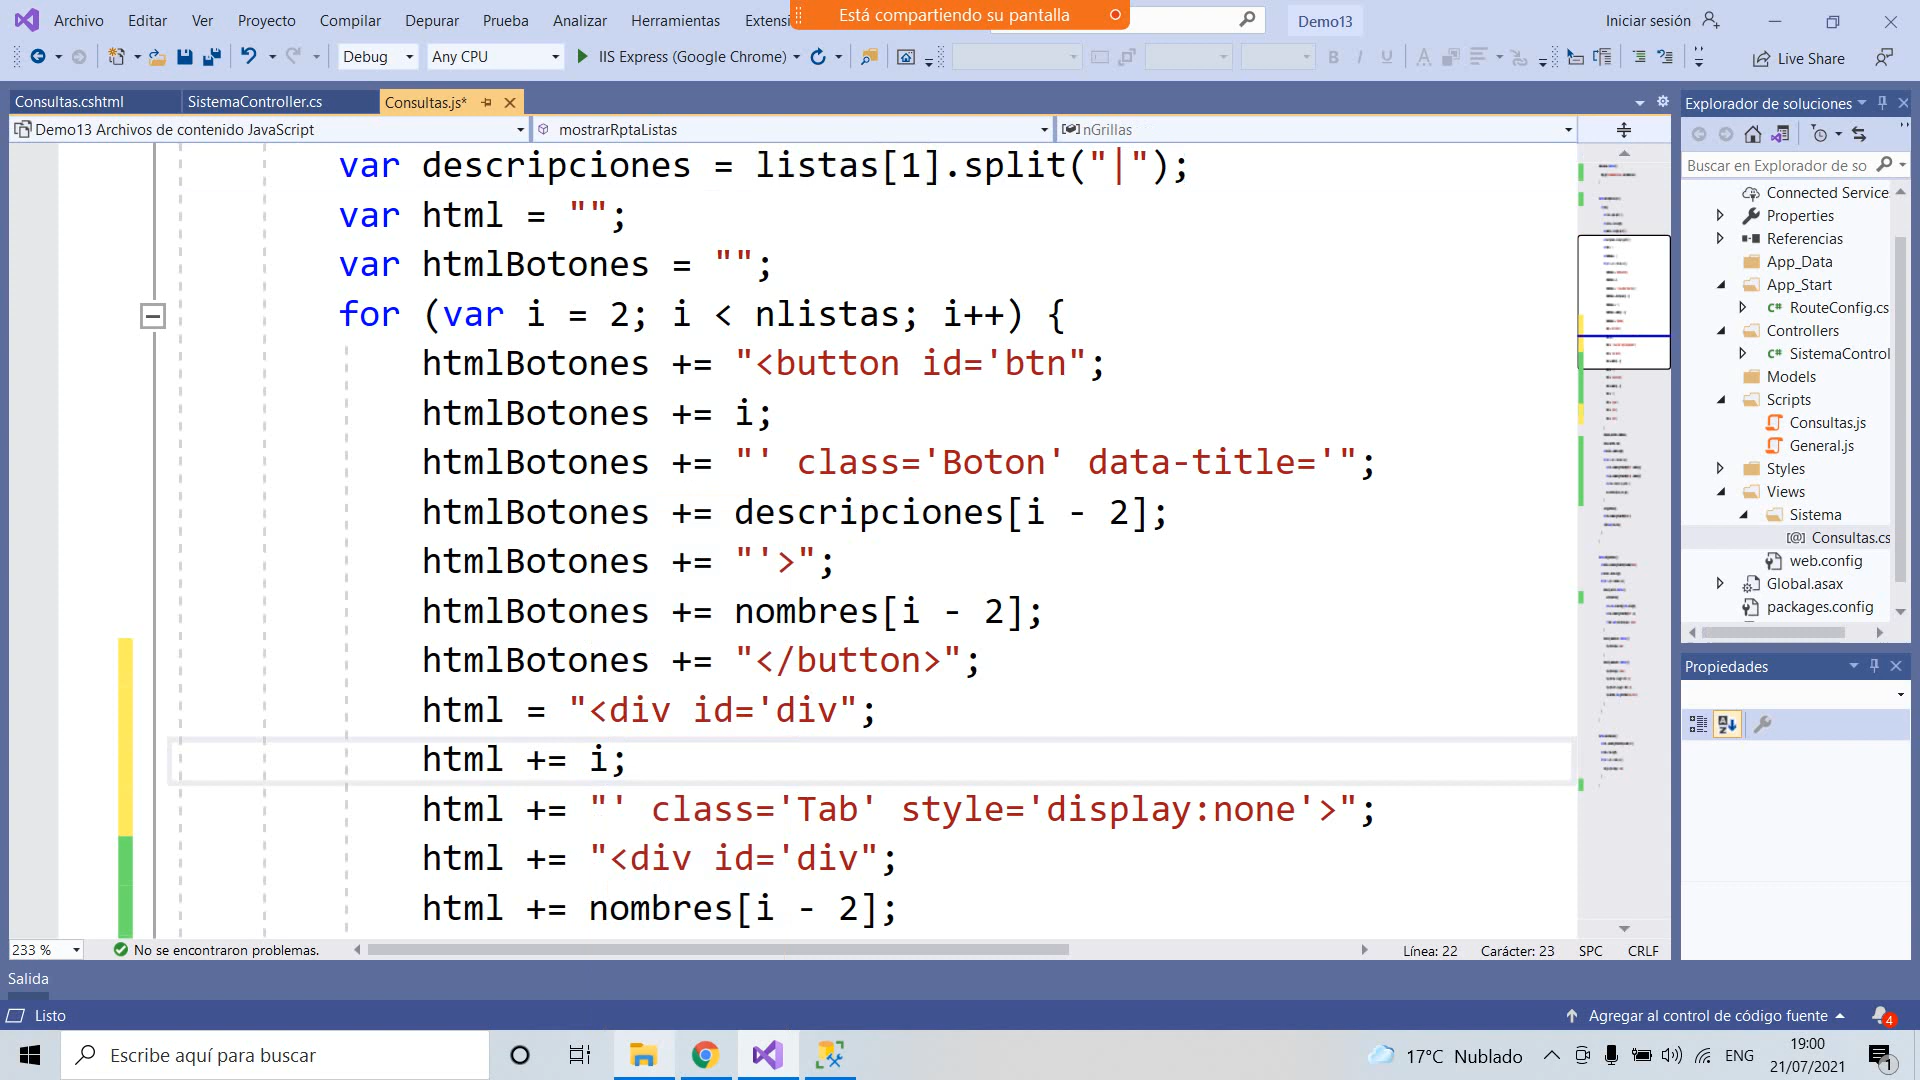 Archivo Editar Ver Proyecto Compilar Depurar Prueba Analizar Herramientas Extensi
Está compartiendo su pantalla
Demo13
Iniciar sesión
Debug
Any CPU
IIS Express (Google Chrome)
Live Share
Consultas.cshtml
SistemaController.cs
Consultas.js*
Demo13 Archivos de contenido JavaScript
mostrarRptaListas
nGrillas
var descripciones = listas[1].split("|");
var html = "";
var htmlBotones = "";
for (var i = 2; i < nlistas; i++) {
htmlBotones += "<button id='btn";
htmlBotones += i;
htmlBotones += "' class='Boton' data-title='";
htmlBotones += descripciones[i - 2];
htmlBotones += "'>";
htmlBotones += nombres[i - 2];
htmlBotones += "</button>";
html = "<div id='div";
html += i;
html += "' class='Tab' style='display:none'>";
html += "<div id='div";
html += nombres[i - 2];
233 %
No se encontraron problemas.
Línea: 22
Carácter: 23
SPC
CRLF
Explorador de soluciones
Buscar en Explorador de so
Connected Service
Properties
Referencias
App_Data
App_Start
RouteConfig.cs
Controllers
SistemaControl
Models
Scripts
Consultas.js
General.js
Styles
Views
Sistema
Consultas.cs
web.config
Global.asax
packages.config
Propiedades
Salida
Listo
Agregar al control de código fuente
4
Escribe aquí para buscar
17°C Nublado
ENG
19:00
21/07/2021
1